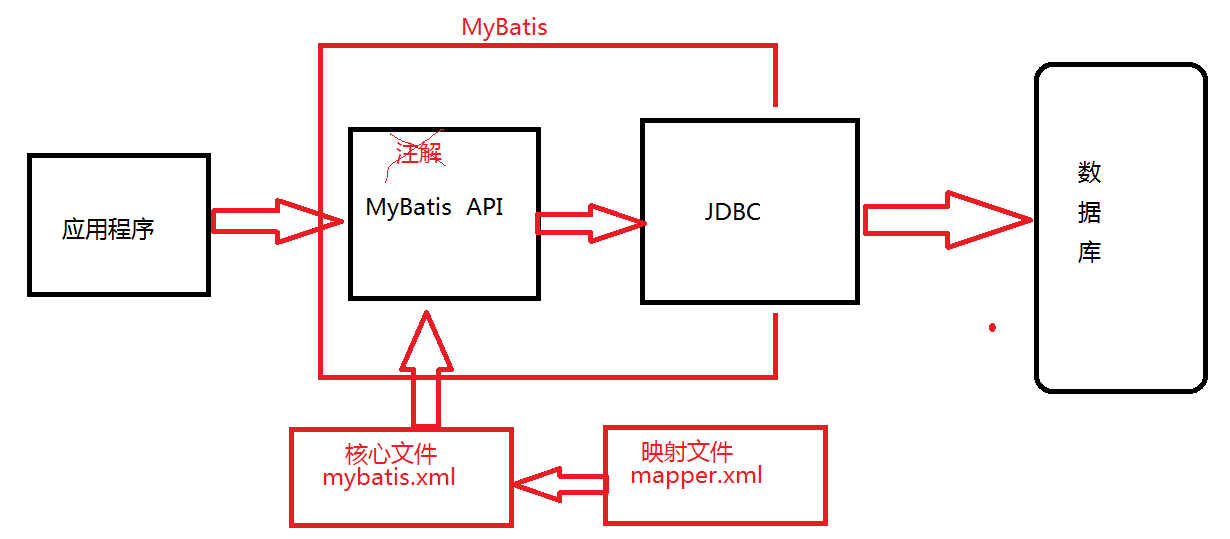 MyBatis
注解
应用程序
MyBatis API
JDBC
数
据
库
核心文件
mybatis.xml
映射文件
mapper.xml